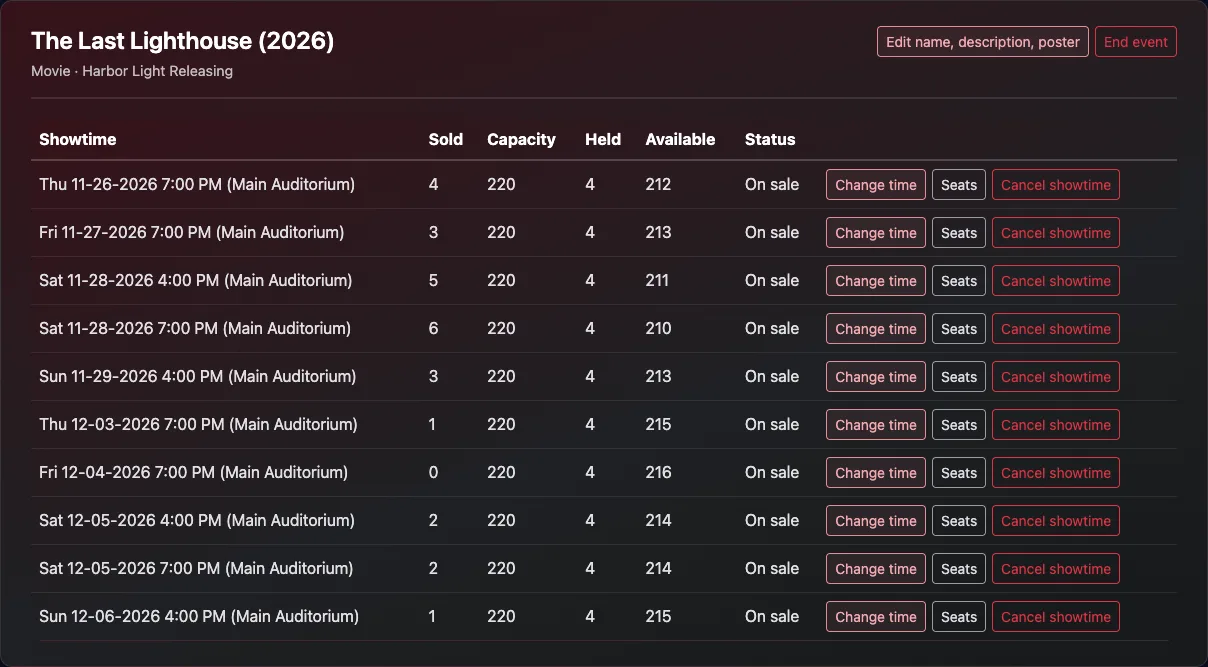 The Last Lighthouse (2026)
Edit name, description, poster End event
Movie · Harbor Light Releasing
Showtime Sold Capacity Held Available Status
Thu 11-26-2026 7:00 PM (Main Auditorium) 4 220 4 212 On sale Change time Seats Cancel showtime
Fri 11-27-2026 7:00 PM (Main Auditorium) 3 220 4 213 On sale Change time Seats Cancel showtime
Sat 11-28-2026 4:00 PM (Main Auditorium) 5 220 4 211 On sale Change time Seats Cancel showtime
Sat 11-28-2026 7:00 PM (Main Auditorium) 6 220 4 210 On sale Change time Seats Cancel showtime
Sun 11-29-2026 4:00 PM (Main Auditorium) 3 220 4 213 On sale Change time Seats Cancel showtime
Thu 12-03-2026 7:00 PM (Main Auditorium) 1 220 4 215 On sale Change time Seats Cancel showtime
Fri 12-04-2026 7:00 PM (Main Auditorium) 0 220 4 216 On sale Change time Seats Cancel showtime
Sat 12-05-2026 4:00 PM (Main Auditorium) 2 220 4 214 On sale Change time Seats Cancel showtime
Sat 12-05-2026 7:00 PM (Main Auditorium) 2 220 4 214 On sale Change time Seats Cancel showtime
Sun 12-06-2026 4:00 PM (Main Auditorium) 1 220 4 215 On sale Change time Seats Cancel showtime